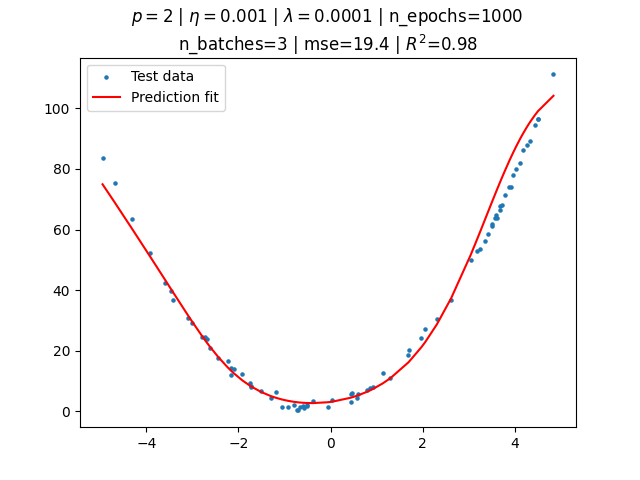 p = 2 | η = 0.001 | λ = 0.0001 | n_epochs=1000
n_batches=3 | mse=19.4 | R²=0.98
Test data
Prediction fit
100
80
60
40
20
0
−4
−2
0
2
4